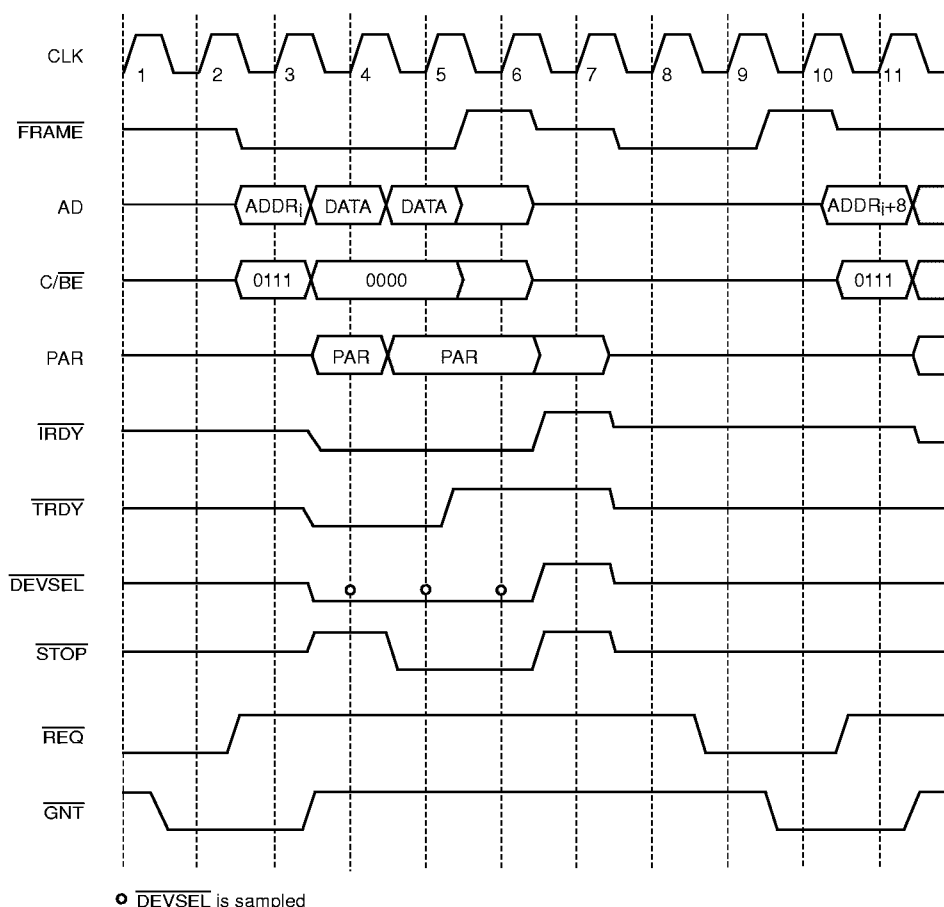 CLK
1 2 3 4 5 6 7 8 9 10 11
FRAME
AD
ADDRi DATA DATA ADDRi+8
C/BE
0111 0000 0111
PAR
PAR PAR
IRDY
TRDY
DEVSEL
STOP
REQ
GNT
DEVSEL is sampled